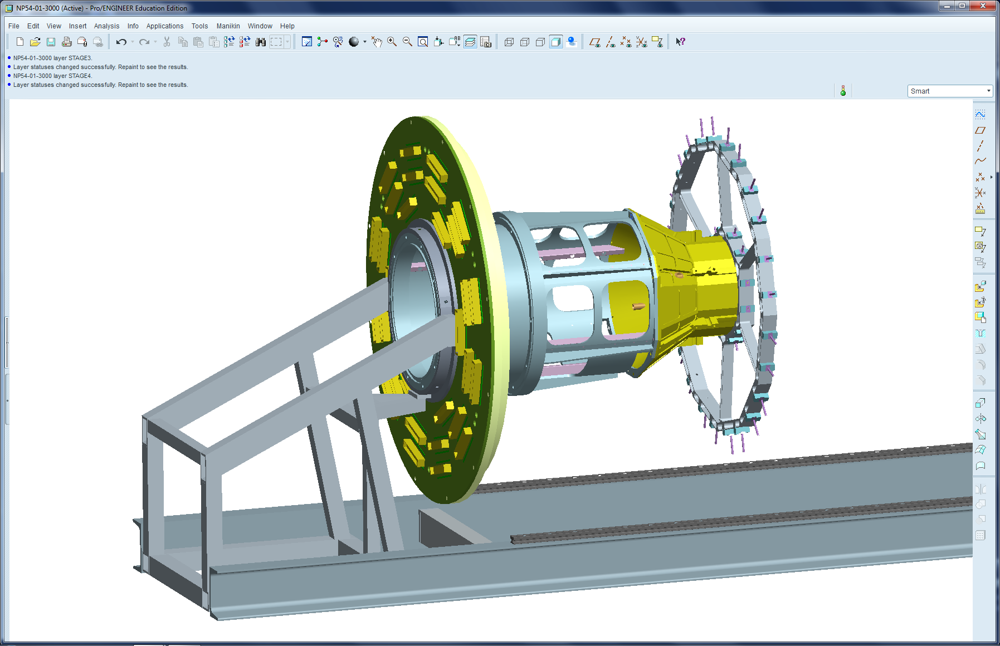 NP54-01-3000 (Active) - Pro/ENGINEER Education Edition
File Edit View Insert Analysis Info Applications Tools Manikin Window Help
NP54-01-3000 layer STAGE3.
Layer statuses changed successfully. Repaint to see the results.
NP54-01-3000 layer STAGE4.
Layer statuses changed successfully. Repaint to see the results.
Smart